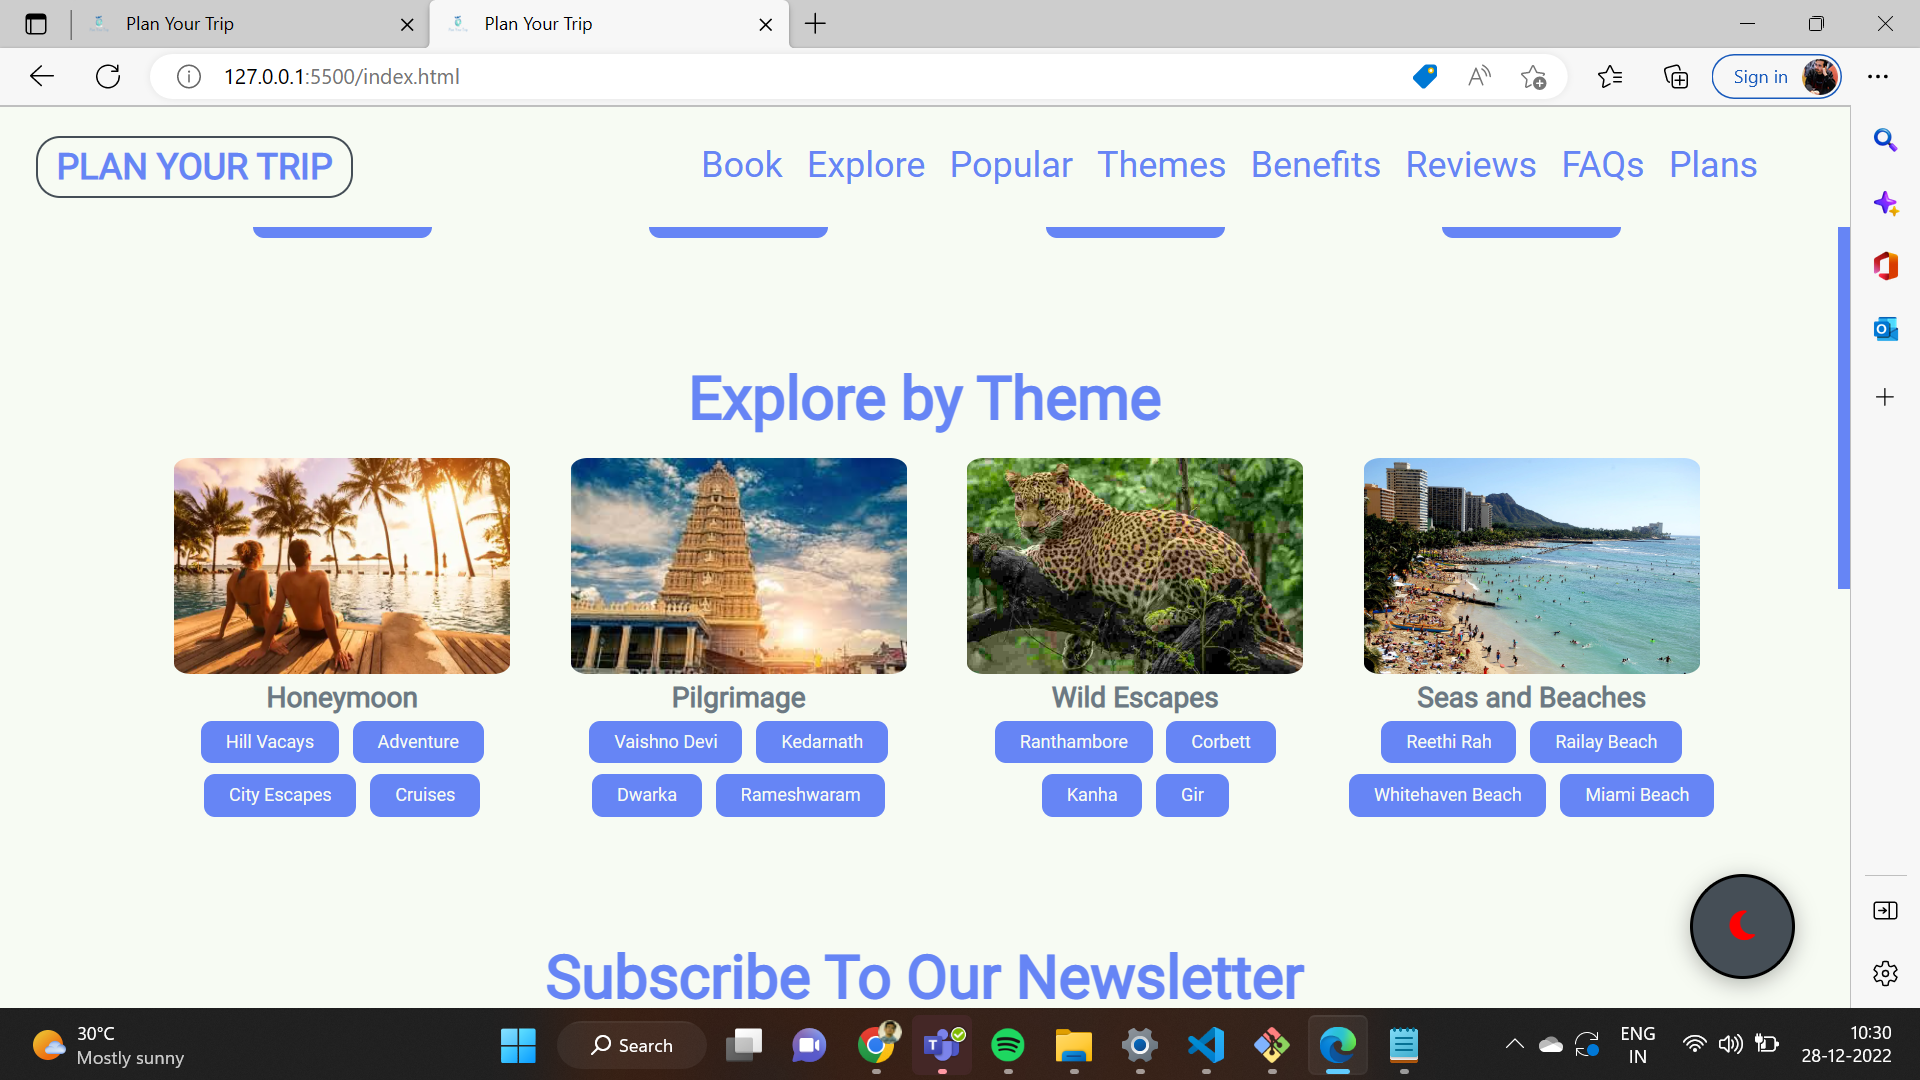 Plan Your Trip
Plan Your Trip
127.0.0.1:5500/index.html
Sign in
PLAN YOUR TRIP
Book Explore Popular Themes Benefits Reviews FAQs Plans
Explore by Theme
Honeymoon
Hill Vacays Adventure
City Escapes Cruises
Pilgrimage
Vaishno Devi Kedarnath
Dwarka Rameshwaram
Wild Escapes
Ranthambore Corbett
Kanha Gir
Seas and Beaches
Reethi Rah Railay Beach
Whitehaven Beach Miami Beach
Subscribe To Our Newsletter
30°C
Mostly sunny
Search
ENG
IN
10:30
28-12-2022